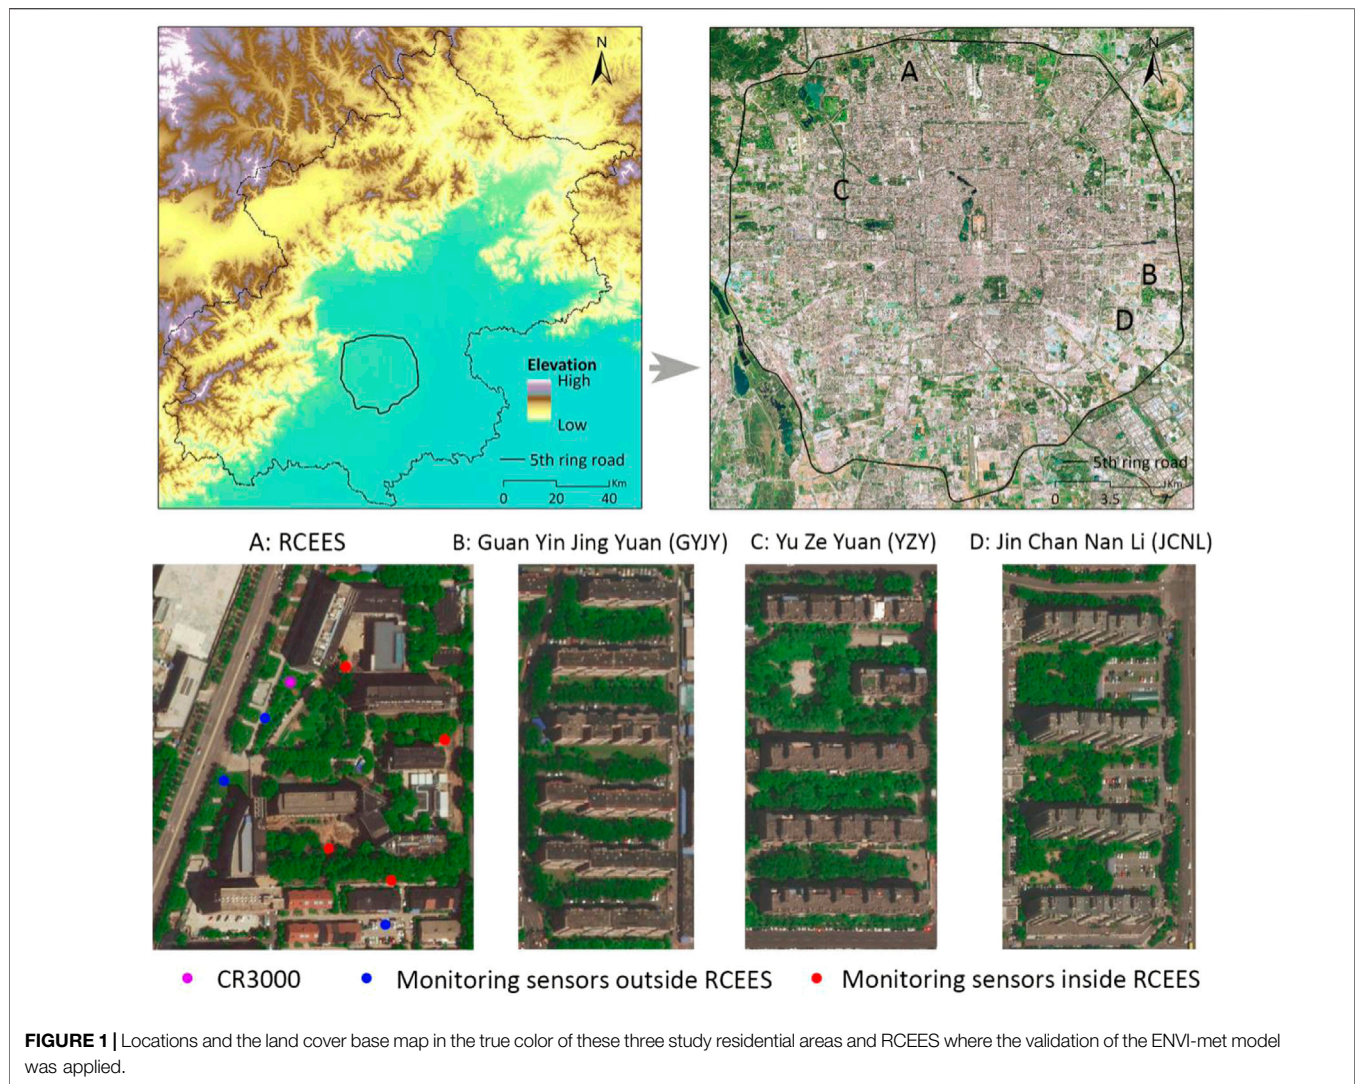 N
Elevation
High
Low
5th ring road
Km
0 20 40
N
A
C
B
D
5th ring road
Km
0 3.5 7
A: RCEES
B: Guan Yin Jing Yuan (GYJY)
C: Yu Ze Yuan (YZY)
D: Jin Chan Nan Li (JCNL)
CR3000
Monitoring sensors outside RCEES
Monitoring sensors inside RCEES
FIGURE 1 | Locations and the land cover base map in the true color of these three study residential areas and RCEES where the validation of the ENVI-met model
was applied.